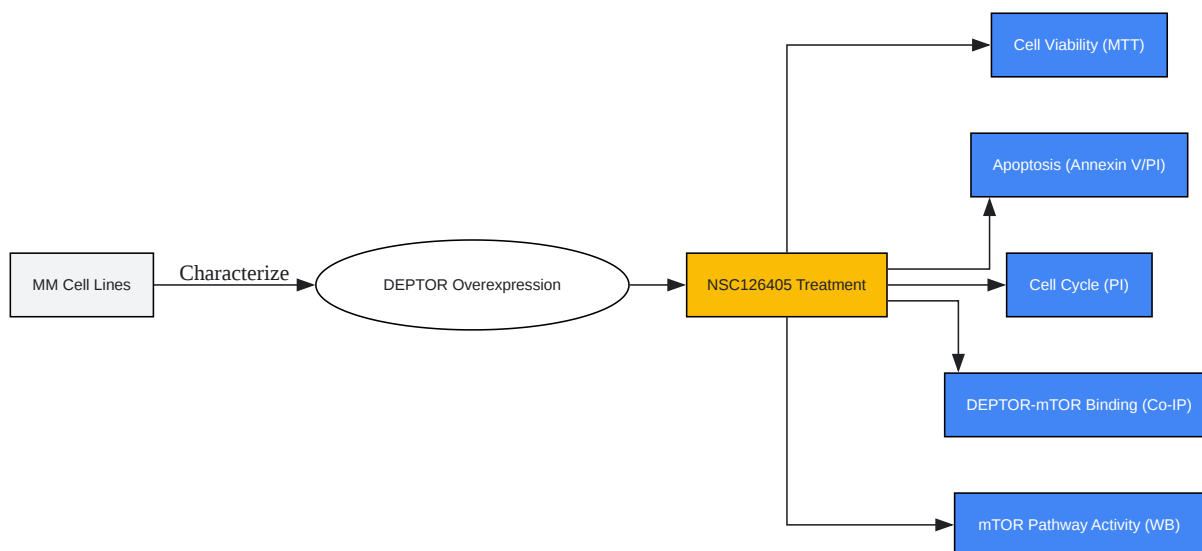 MM Cell Lines
Characterize
DEPTOR Overexpression
NSC126405 Treatment
Cell Viability (MTT)
Apoptosis (Annexin V/PI)
Cell Cycle (PI)
DEPTOR-mTOR Binding (Co-IP)
mTOR Pathway Activity (WB)